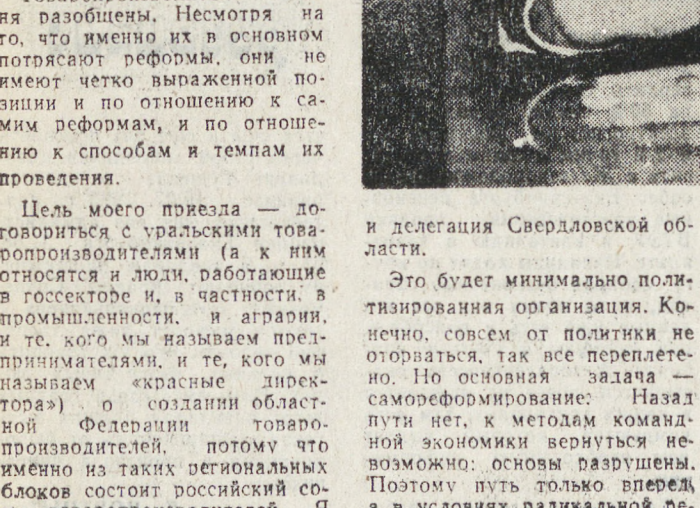 ня разобщены. Несмотря на
то, что именно их в основном
потрясают реформы, они не
имеют четко выраженной по-
зиции и по отношению к са-
мим реформам, и по отноше-
нию к способам и темпам их
проведения.
Цель моего приезда — до-
говориться с уральскими това-
ропроизводителями (а к ним
относятся и люди, работающие
в госсекторе и, в частности, в
промышленности, и аграрии,
и те, кого мы называем пред-
принимателями, и те, кого мы
называем «красные дирек-
тора») о создании област-
ной Федерации товаро-
производителей, потому что
именно из таких региональных
блоков состоит российский со-
Я
и делегация Свердловской об-
ласти.
Это будет минимально поли-
тизированная организация. Ко-
нечно, совсем от политики не
оторваться, так все переплете-
но. Но основная задача —
самореформирование: Назад
пути нет, к методам команд-
ной экономики вернуться не-
возможно: основы разрушены.
Поэтому путь только вперед,
а в условиях радикальной ре-